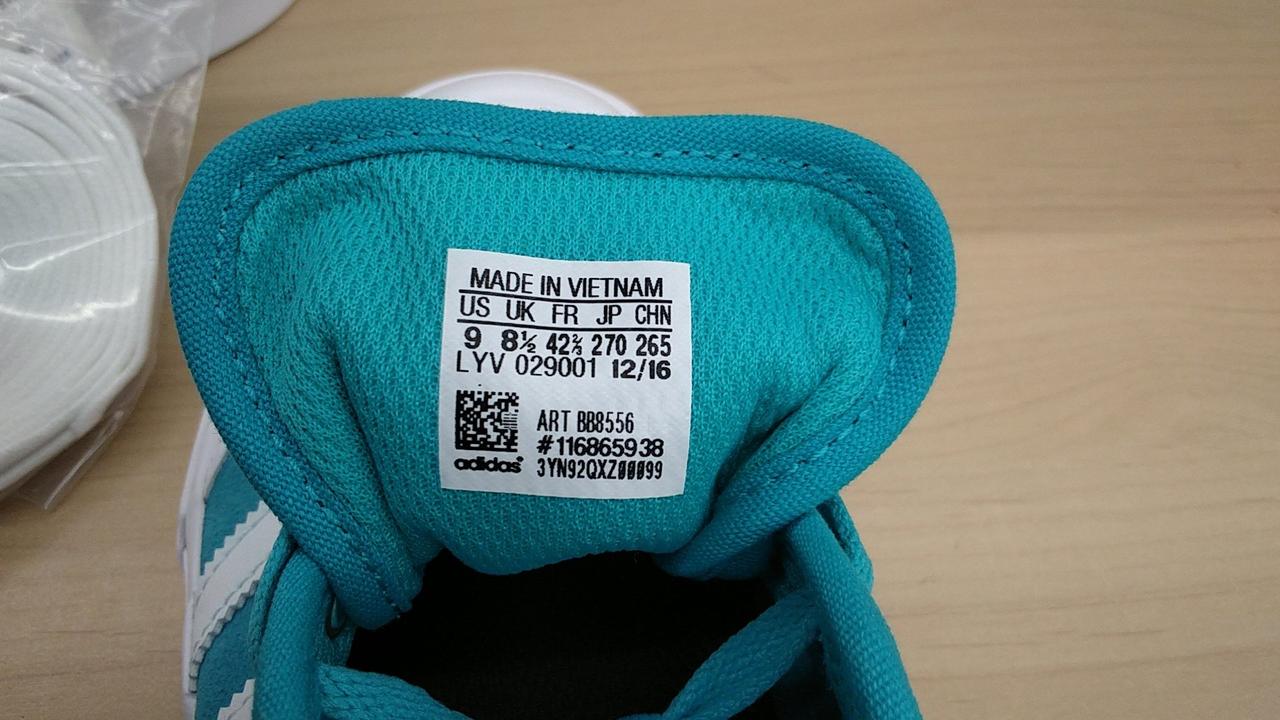 MADE IN VIETNAM
US UK FR JP CHN
9 8½ 42⅔ 270 265
LYV 029001 12/16
ART BB8556
#116865938
adidas 3YN92QXZ00099